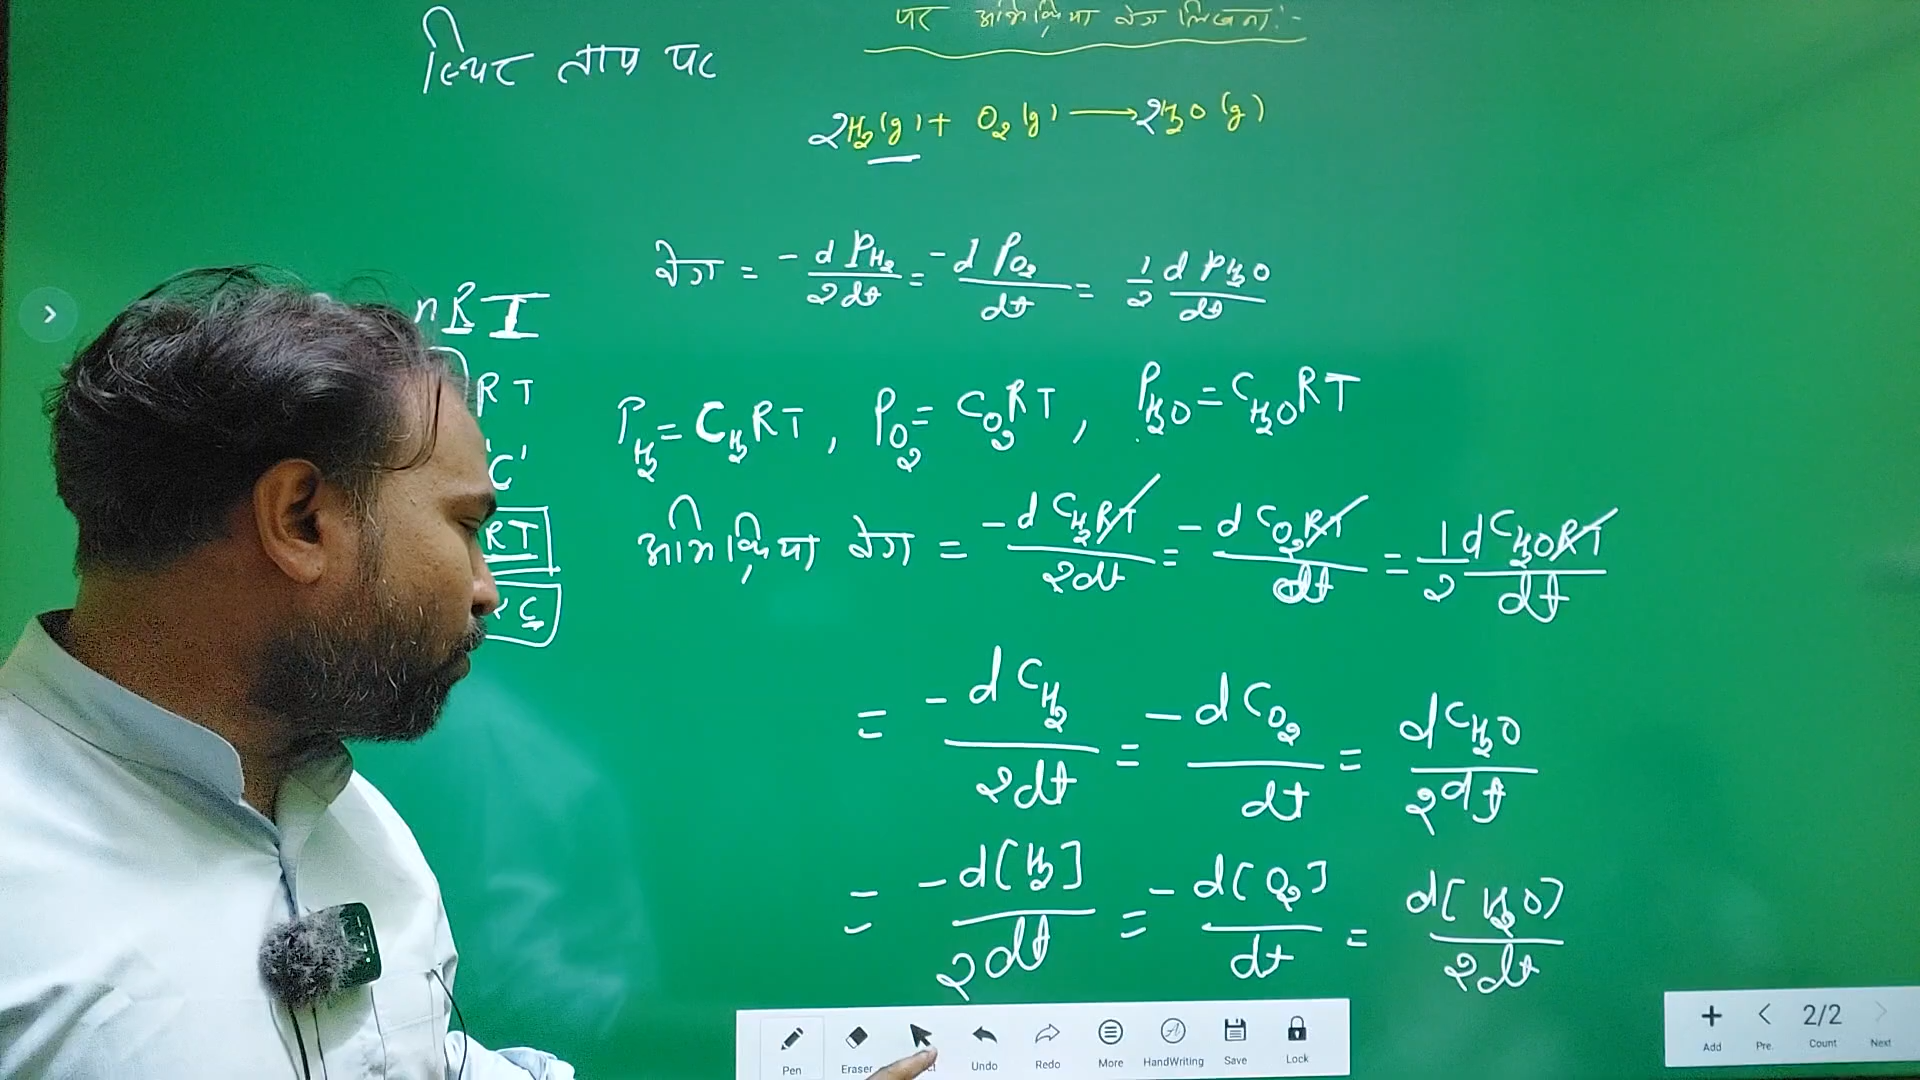 पर अभिक्रिया वेग लिखना:-
स्थिर ताप पर
2H₂(g) + O₂(g) ⟶ 2H₂O(g)
वेग = -dP_H₂/2dt = -dP_O₂/dt = 1/2 dP_H₂O/dt
nRT
RT
P_H₂ = C_H₂RT, P_O₂ = C_O₂RT, P_H₂O = C_H₂ORT
C'
अभिक्रिया वेग = -dC_H₂RT/2dt = -dC_O₂RT/dt = 1/2 dC_H₂ORT/dt
RT
= -dC_H₂/2dt = -dC_O₂/dt = dC_H₂O/2dt
= -d[H₂]/2dt = -d[O₂]/dt = d[H₂O]/2dt
Pen Eraser Undo Redo More HandWriting Save Lock
+ < 2/2 >
Add Pre. Count Next